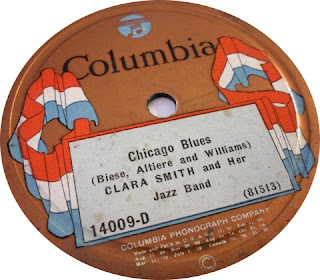 Columbia
Chicago Blues
(Biese, Altiere and Williams)
CLARA SMITH and Her
Jazz Band
14009-D
(81513)
COLUMBIA PHONOGRAPH COMPANY